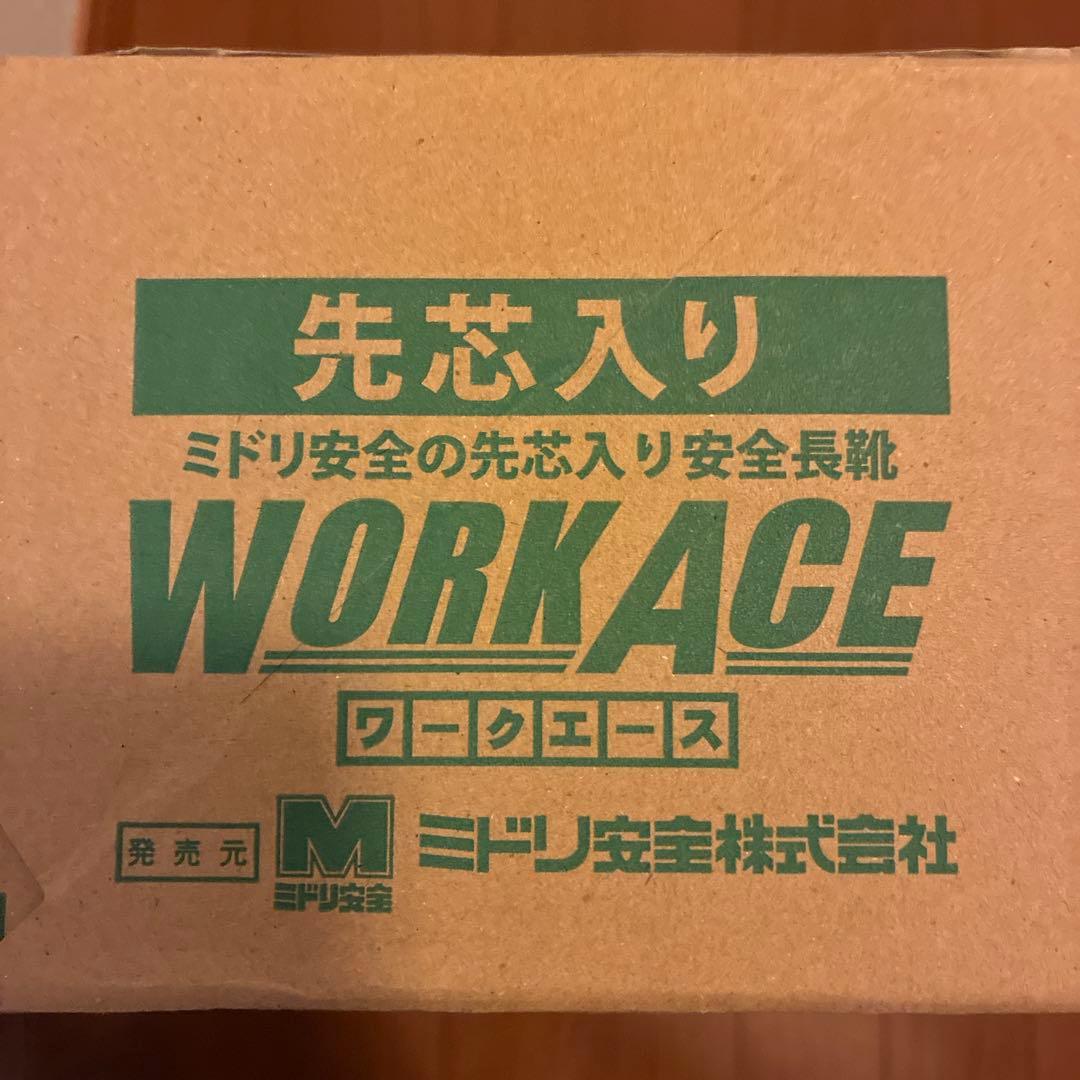 先芯入り
ミドリ安全の先芯入り安全長靴
WORK ACE
ワークエース
発売元 M ミドリ安全株式会社
ミドリ安全